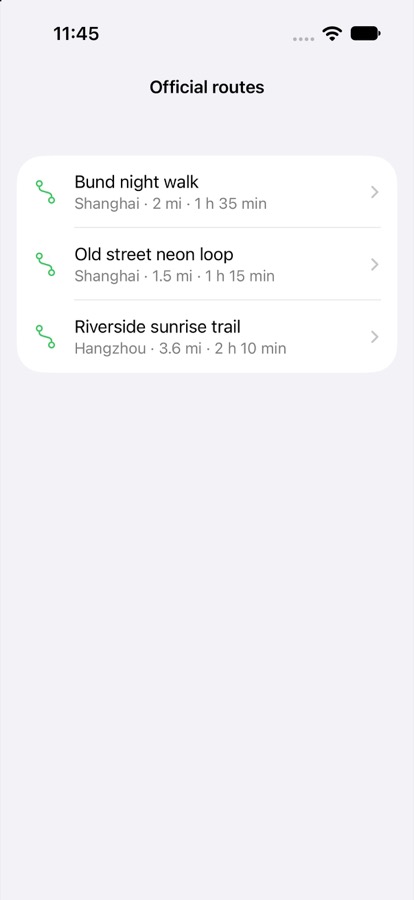 11:45
Official routes
Bund night walk
Shanghai · 2 mi · 1 h 35 min
Old street neon loop
Shanghai · 1.5 mi · 1 h 15 min
Riverside sunrise trail
Hangzhou · 3.6 mi · 2 h 10 min